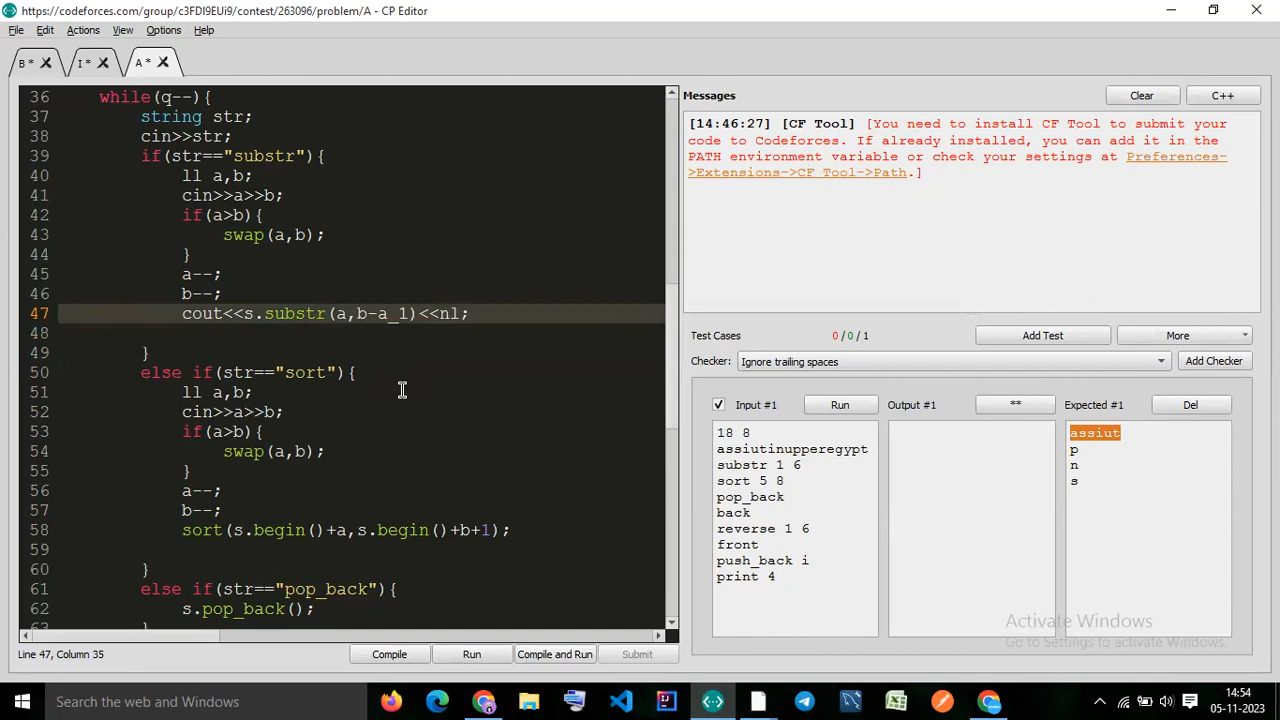 https://codeforces.com/group/c3FDI9EUi9/contest/263096/problem/A - CP Editor
File Edit Actions View Options Help
B * I * A *
36 while(q--){
37 string str;
38 cin>>str;
39 if(str=="substr"){
40 ll a,b;
41 cin>>a>>b;
42 if(a>b){
43 swap(a,b);
44 }
45 a--;
46 b--;
47 cout<<s.substr(a,b-a_1)<<nl;
48
49 }
50 else if(str=="sort"){
51 ll a,b;
52 cin>>a>>b;
53 if(a>b){
54 swap(a,b);
55 }
56 a--;
57 b--;
58 sort(s.begin()+a,s.begin()+b+1);
59
60 }
61 else if(str=="pop_back"){
62 s.pop_back();
63 }
Line 47, Column 35
Compile Run Compile and Run Submit
Messages Clear C++
[14:46:27] [CF Tool] [You need to install CF Tool to submit your
code to Codeforces. If already installed, you can add it in the
PATH environment variable or check your settings at Preferences-
>Extensions->CF Tool->Path.]
Test Cases 0/0/1 Add Test More
Checker: Ignore trailing spaces Add Checker
Input #1 Run Output #1 ** Expected #1 Del
18 8
assiutinupperegypt
substr 1 6
sort 5 8
pop_back
back
reverse 1 6
front
push_back i
print 4
assiut
p
n
s
Activate Windows
Go to Settings to activate Windows.
Search the web and Windows
14:54
05-11-2023